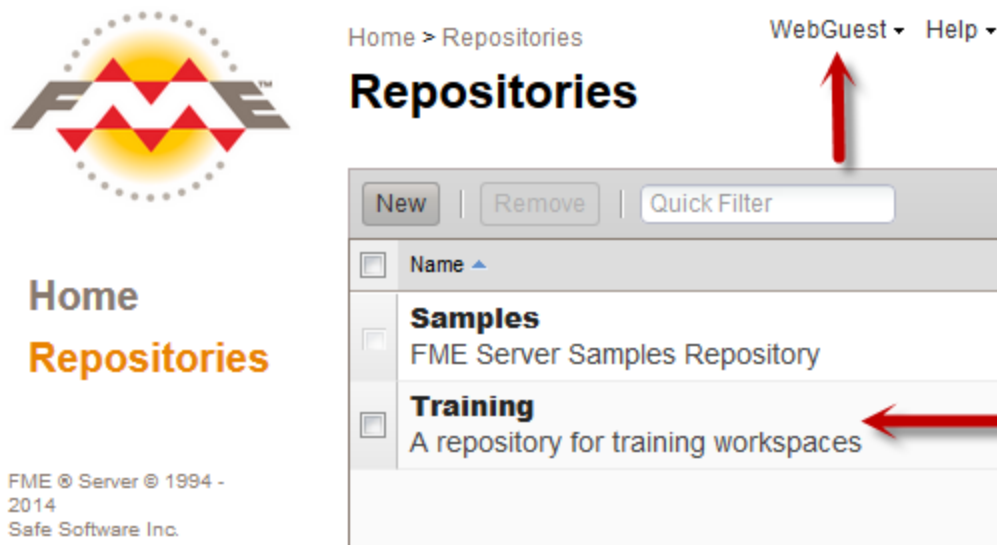 FME™
Home > Repositories
WebGuest
Help
Repositories
New
Remove
Quick Filter
Name
Samples
FME Server Samples Repository
Training
A repository for training workspaces
Home
Repositories
FME ® Server © 1994 -
2014
Safe Software Inc.